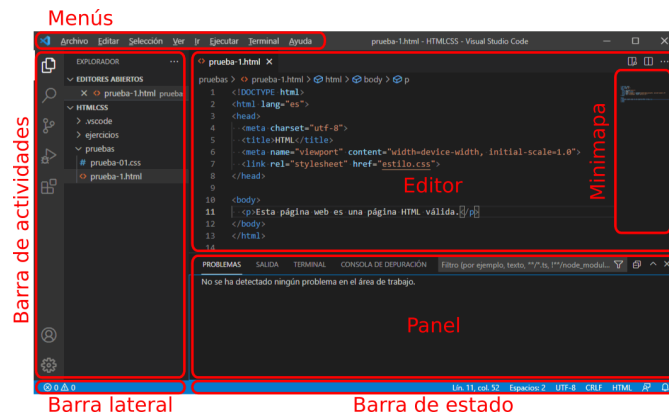 Menús
Archivo Editar Selección Ver Ir Ejecutar Terminal Ayuda prueba-1.html - HTMLCSS - Visual Studio Code
EXPLORADOR ...
EDITORES ABIERTOS
prueba-1.html prueba
HTMLCSS
.vscode
ejercicios
pruebas
# prueba-01.css
prueba-1.html
prueba-1.html
pruebas > prueba-1.html > html > body > p
1 <!DOCTYPE html>
2 <html lang="es">
3 <head>
4 <meta charset="utf-8">
5 <title>HTML</title>
6 <meta name="viewport" content="width=device-width, initial-scale=1.0">
7 <link rel="stylesheet" href="estilo.css">
8 </head>
9
10 <body>
11 <p>Esta página web es una página HTML válida.</p>
12 </body>
13 </html>
14
Editor
Minimapa
Barra de actividades
PROBLEMAS SALIDA TERMINAL CONSOLA DE DEPURACIÓN Filtro (por ejemplo, texto, **/*.ts, !**/node_modul...
No se ha detectado ningún problema en el área de trabajo.
Panel
0 0 Lín. 11, col. 52 Espacios: 2 UTF-8 CRLF HTML
Barra lateral Barra de estado